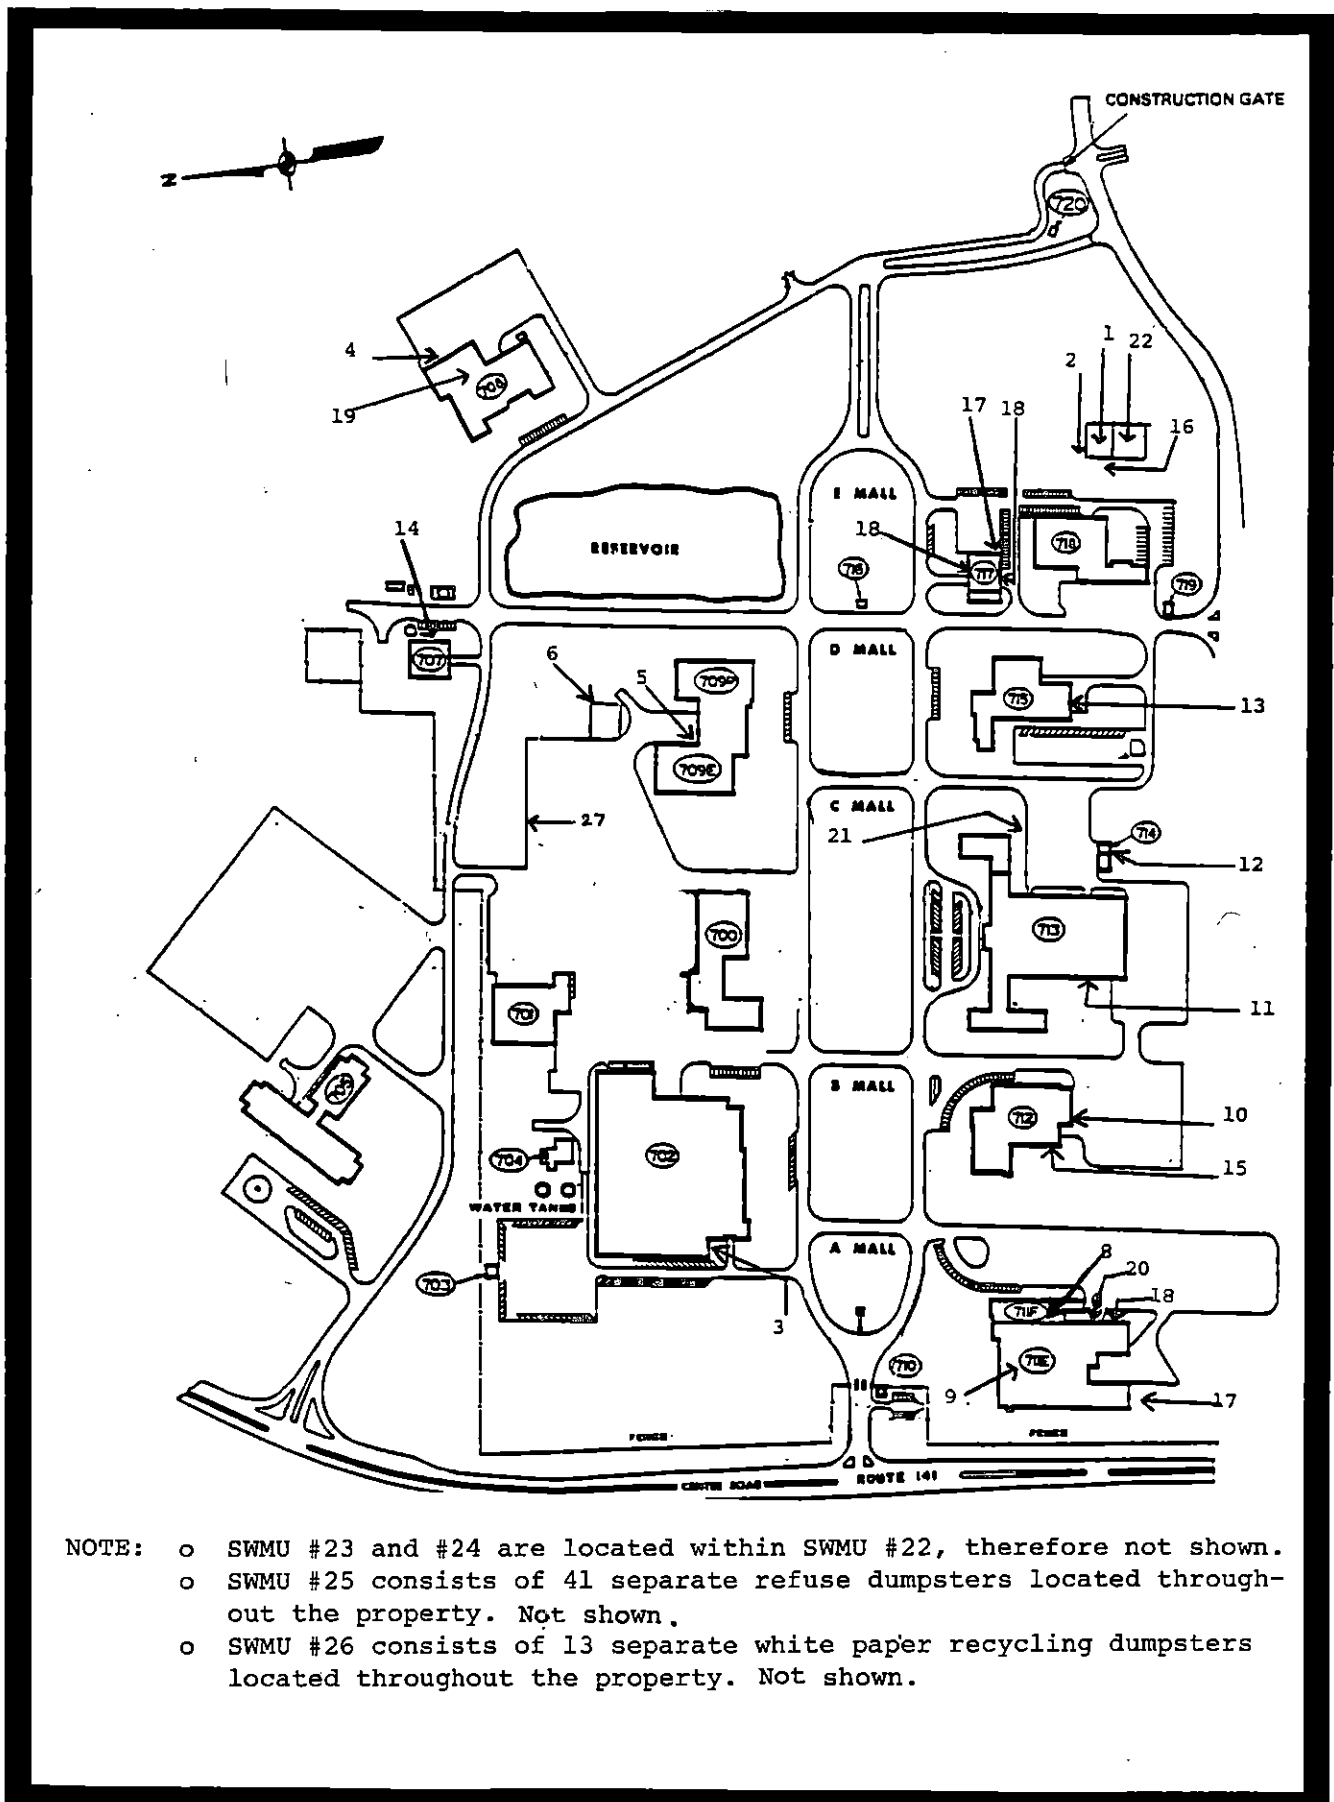 CONSTRUCTION GATE
N
720
1
22
2
4
16
19
17 18
E MALL
14
18
RESERVOIR
718
716
717
719
707
D MALL
6
5
709P
715
13
709E
C MALL
27
21
714
12
700
713
701
11
705
B MALL
712
10
704
702
15
WATER TANKS
A MALL
8
703
20
18
711F
3
710
711E
9
17
FENCE
FENCE
CENTRE ROAD
ROUTE 141
NOTE: o SWMU #23 and #24 are located within SWMU #22, therefore not shown.
o SWMU #25 consists of 41 separate refuse dumpsters located through-
out the property. Not shown.
o SWMU #26 consists of 13 separate white paper recycling dumpsters
located throughout the property. Not shown.